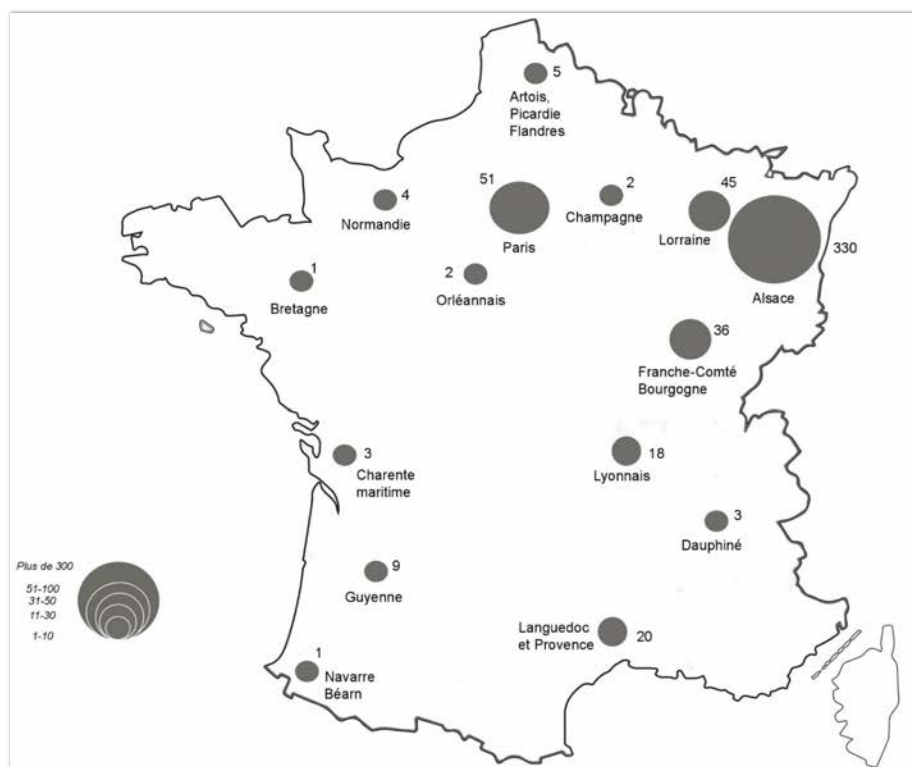 5
Artois,
Picardie
Flandres
4
Normandie
51
Paris
2
Champagne
45
Lorraine
330
Alsace
1
Bretagne
2
Orléannais
36
Franche-Comté
Bourgogne
3
Charente
maritime
18
Lyonnais
3
Dauphiné
9
Guyenne
20
Languedoc
et Provence
1
Navarre
Béarn
Plus de 300
51-100
31-50
11-30
1-10